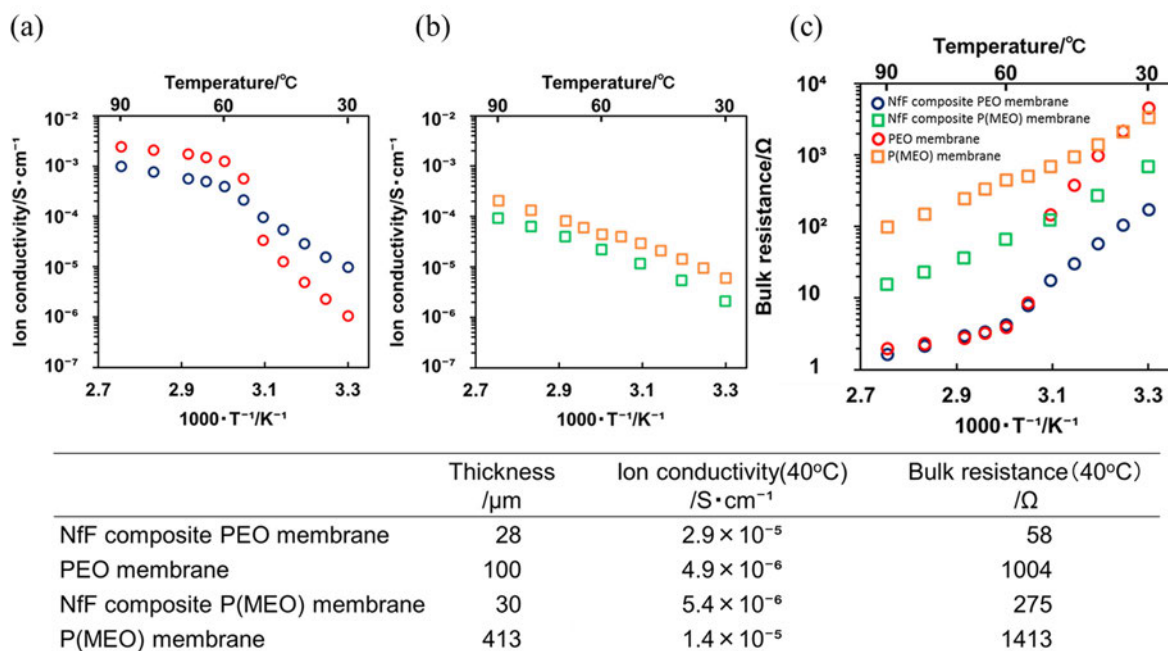 (a)
Temperature/℃
90 60 30
10⁻²
10⁻³
10⁻⁴
10⁻⁵
10⁻⁶
10⁻⁷
Ion conductivity/S・cm⁻¹
2.7 2.9 3.1 3.3
1000・T⁻¹/K⁻¹
(b)
Temperature/℃
90 60 30
10⁻²
10⁻³
10⁻⁴
10⁻⁵
10⁻⁶
10⁻⁷
Ion conductivity/S・cm⁻¹
2.7 2.9 3.1 3.3
1000・T⁻¹/K⁻¹
(c)
Temperature/℃
90 60 30
10⁴
10³
10²
10
1
Bulk resistance/Ω
NfF composite PEO membrane
NfF composite P(MEO) membrane
PEO membrane
P(MEO) membrane
2.7 2.9 3.1 3.3
1000・T⁻¹/K⁻¹
Thickness Ion conductivity(40℃) Bulk resistance(40℃)
/μm /S・cm⁻¹ /Ω
NfF composite PEO membrane 28 2.9 × 10⁻⁵ 58
PEO membrane 100 4.9 × 10⁻⁶ 1004
NfF composite P(MEO) membrane 30 5.4 × 10⁻⁶ 275
P(MEO) membrane 413 1.4 × 10⁻⁵ 1413